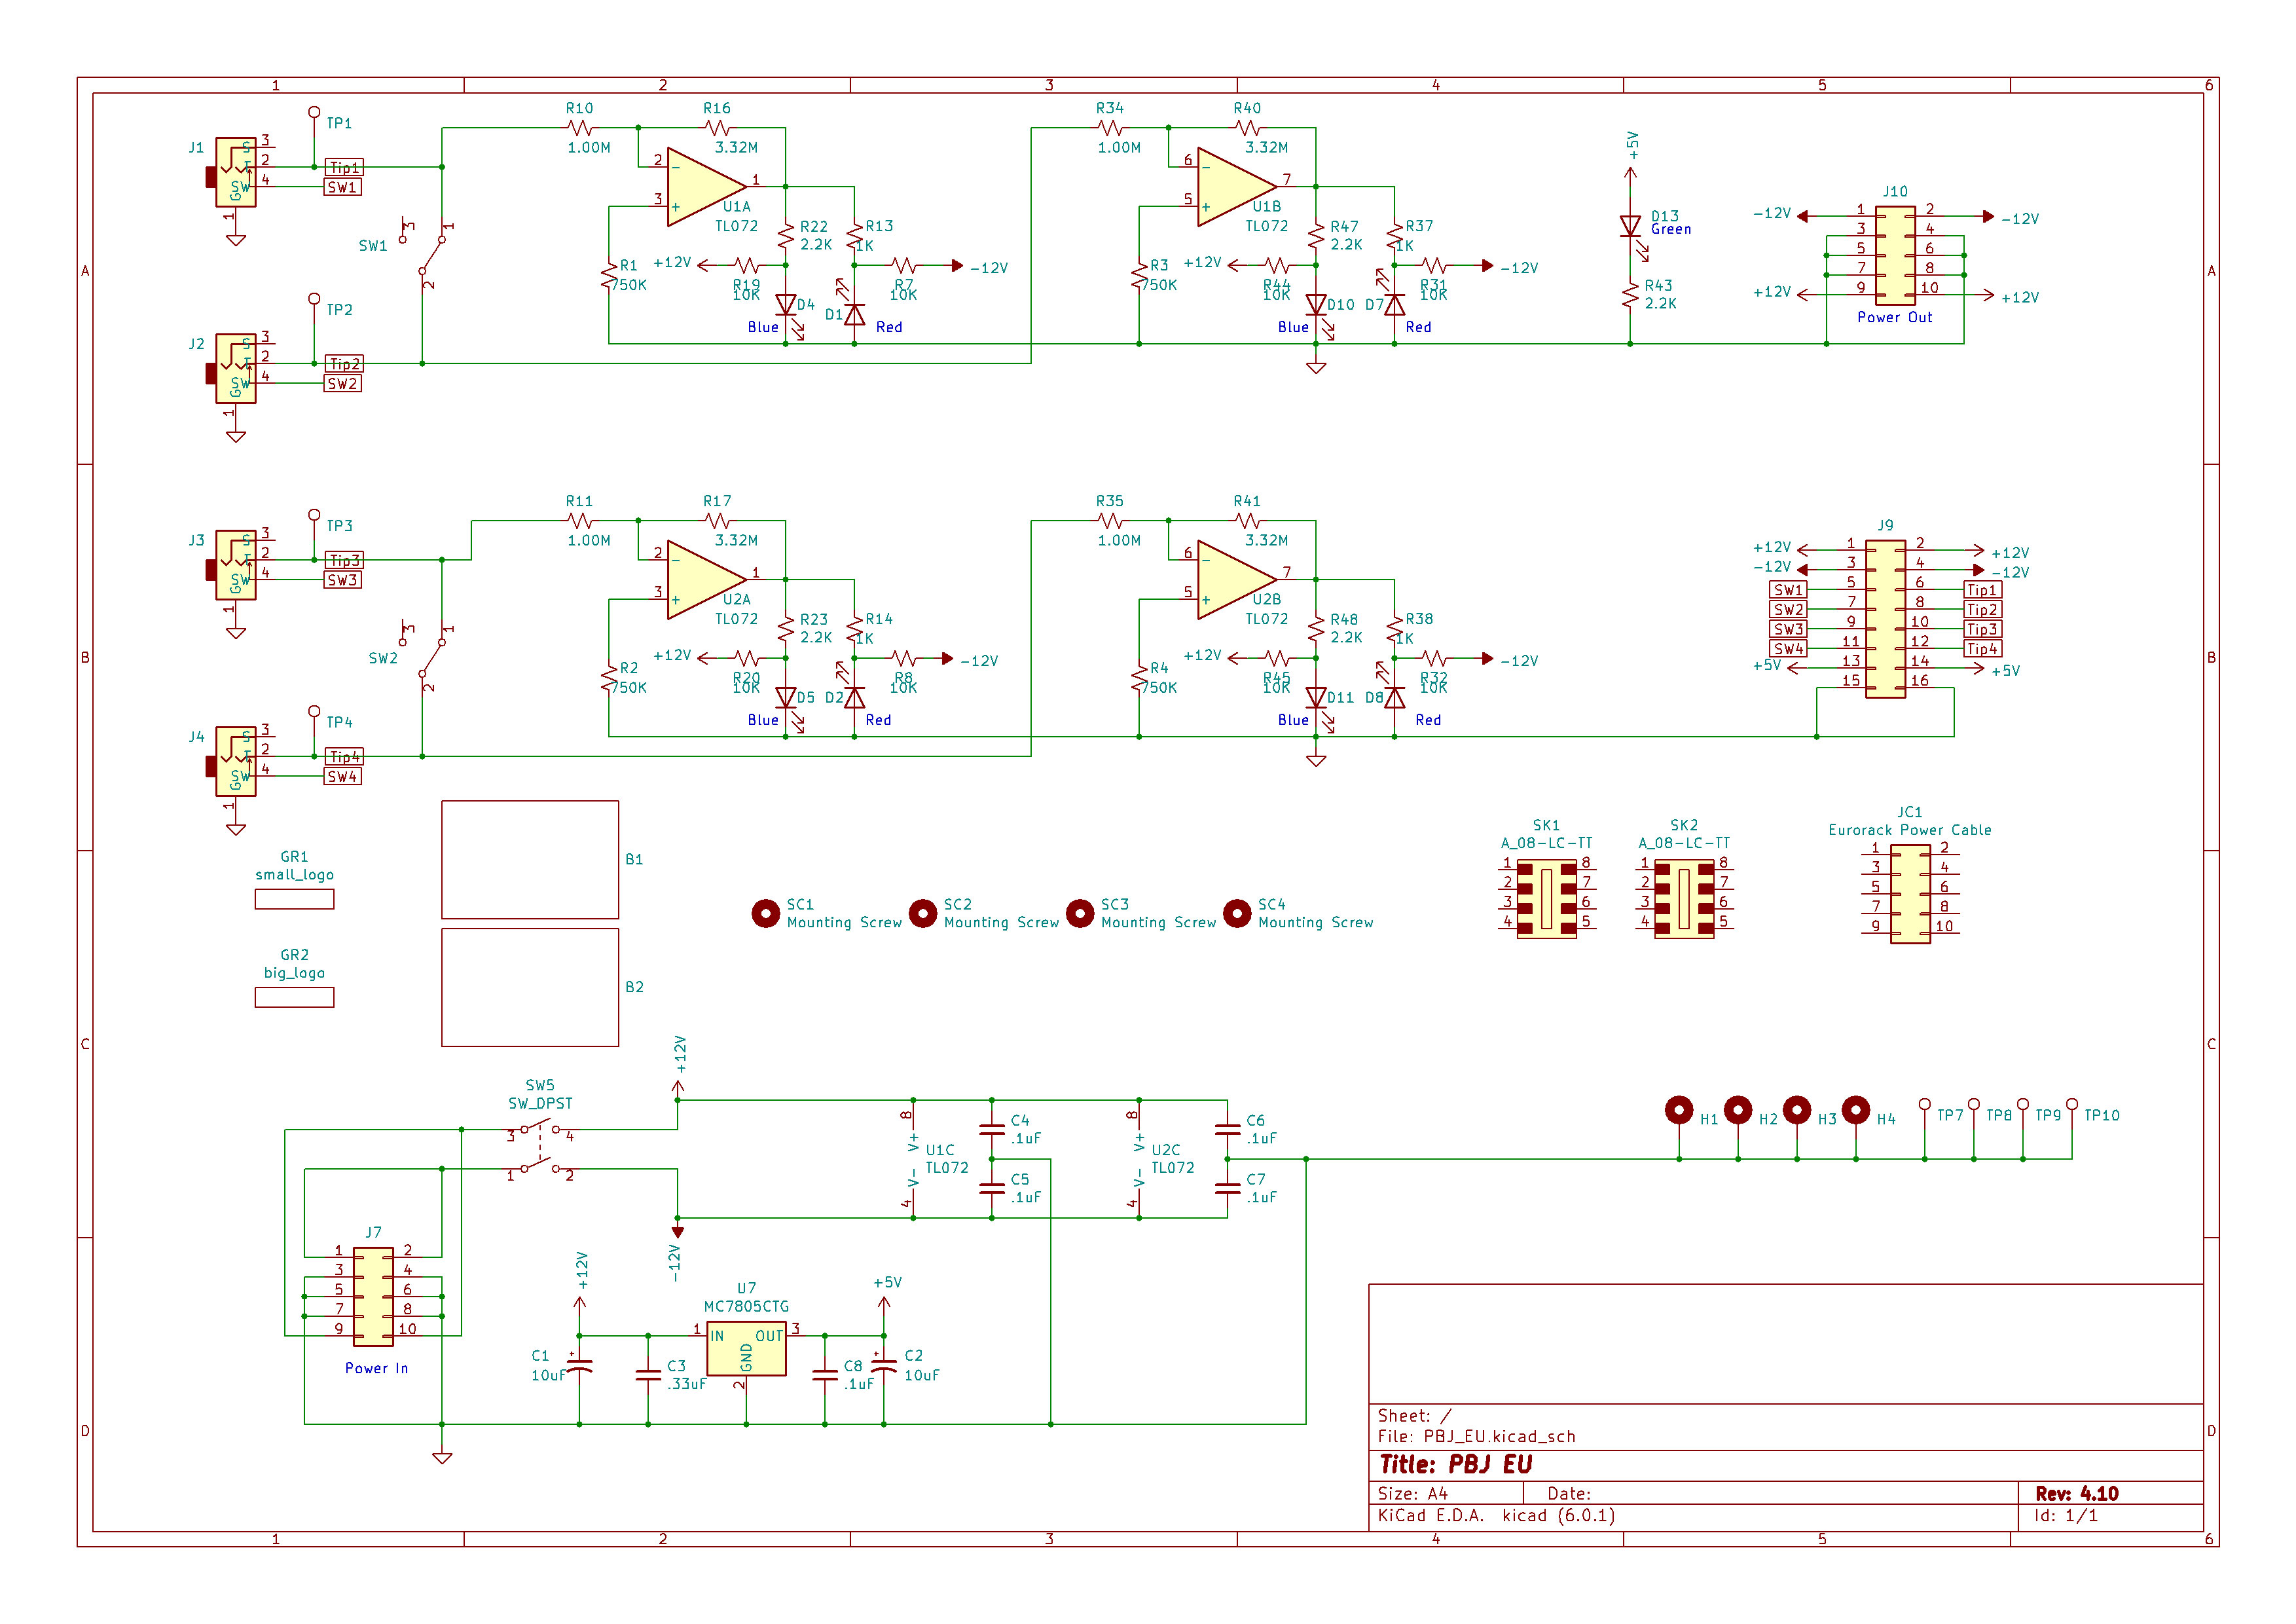 1 2 3 4 5 6
A
A
B
B
C
C
D
D
1 2 3 4 5 6
TP1
J1
S 3
T 2
SW 4
G
1
Tip1
SW1
SW1
3
1
2
TP2
J2
S 3
T 2
SW 4
G
1
Tip2
SW2
R10
1.00M
R16
3.32M
2 −
3 +
1
U1A
TL072
R22
2.2K
R13
1K
R1
750K
+12V
R19
10K
R7
10K
-12V
D4
D1
Blue
Red
R34
1.00M
R40
3.32M
6 −
5 +
7
U1B
TL072
R47
2.2K
R37
1K
R3
750K
+12V
R44
10K
R31
10K
-12V
D10
D7
Blue
Red
+5V
D13
Green
R43
2.2K
J10
-12V 1 2 -12V
3 4
5 6
7 8
+12V 9 10 +12V
Power Out
TP3
J3
S 3
T 2
SW 4
G
1
Tip3
SW3
SW2
3
1
2
TP4
J4
S 3
T 2
SW 4
G
1
Tip4
SW4
R11
1.00M
R17
3.32M
2 −
3 +
1
U2A
TL072
R23
2.2K
R14
1K
R2
750K
+12V
R20
10K
R8
10K
-12V
D5
D2
Blue
Red
R35
1.00M
R41
3.32M
6 −
5 +
7
U2B
TL072
R48
2.2K
R38
1K
R4
750K
+12V
R45
10K
R32
10K
-12V
D11
D8
Blue
Red
J9
+12V 1 2 +12V
-12V 3 4 -12V
SW1 5 6 Tip1
SW2 7 8 Tip2
SW3 9 10 Tip3
SW4 11 12 Tip4
+5V 13 14 +5V
15 16
GR1
small_logo
GR2
big_logo
B1
B2
SC1
Mounting Screw
SC2
Mounting Screw
SC3
Mounting Screw
SC4
Mounting Screw
SK1
A_08-LC-TT
1 8
2 7
3 6
4 5
SK2
A_08-LC-TT
1 8
2 7
3 6
4 5
JC1
Eurorack Power Cable
1 2
3 4
5 6
7 8
9 10
SW5
SW_DPST
3 4
1 2
+12V
-12V
8
V+
V-
4
U1C
TL072
C4
.1uF
C5
.1uF
8
V+
V-
4
U2C
TL072
C6
.1uF
C7
.1uF
H1 H2 H3 H4 TP7 TP8 TP9 TP10
J7
1 2
3 4
5 6
7 8
9 10
Power In
+12V
U7
MC7805CTG
1 IN OUT 3
GND
2
+5V
C1
10uF
C3
.33uF
C8
.1uF
C2
10uF
Sheet: /
File: PBJ_EU.kicad_sch
Title: PBJ EU
Size: A4 Date: Rev: 4.10
KiCad E.D.A. kicad (6.0.1) Id: 1/1